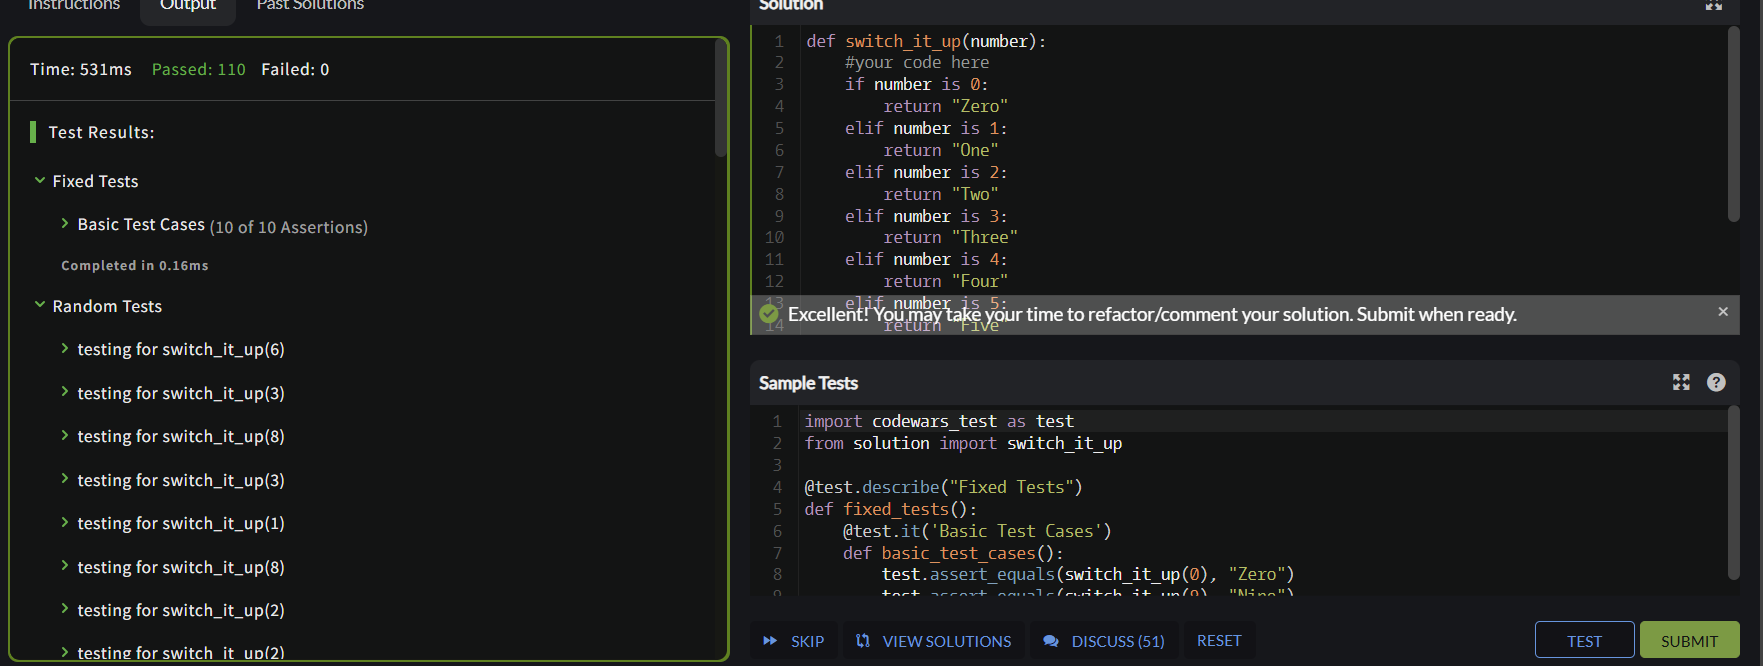 Instructions
Output
Past Solutions
Time: 531ms Passed: 110 Failed: 0
Test Results:
Fixed Tests
Basic Test Cases (10 of 10 Assertions)
Completed in 0.16ms
Random Tests
testing for switch_it_up(6)
testing for switch_it_up(3)
testing for switch_it_up(8)
testing for switch_it_up(3)
testing for switch_it_up(1)
testing for switch_it_up(8)
testing for switch_it_up(2)
testing for switch_it_up(2)
Solution
1 def switch_it_up(number):
2 #your code here
3 if number is 0:
4 return "Zero"
5 elif number is 1:
6 return "One"
7 elif number is 2:
8 return "Two"
9 elif number is 3:
10 return "Three"
11 elif number is 4:
12 return "Four"
13 elif number is 5:
14 return "Five"
Excellent! You may take your time to refactor/comment your solution. Submit when ready.
Sample Tests
1 import codewars_test as test
2 from solution import switch_it_up
3
4 @test.describe("Fixed Tests")
5 def fixed_tests():
6 @test.it('Basic Test Cases')
7 def basic_test_cases():
8 test.assert_equals(switch_it_up(0), "Zero")
9 test.assert_equals(switch_it_up(9), "Nine")
SKIP
VIEW SOLUTIONS
DISCUSS (51)
RESET
TEST
SUBMIT